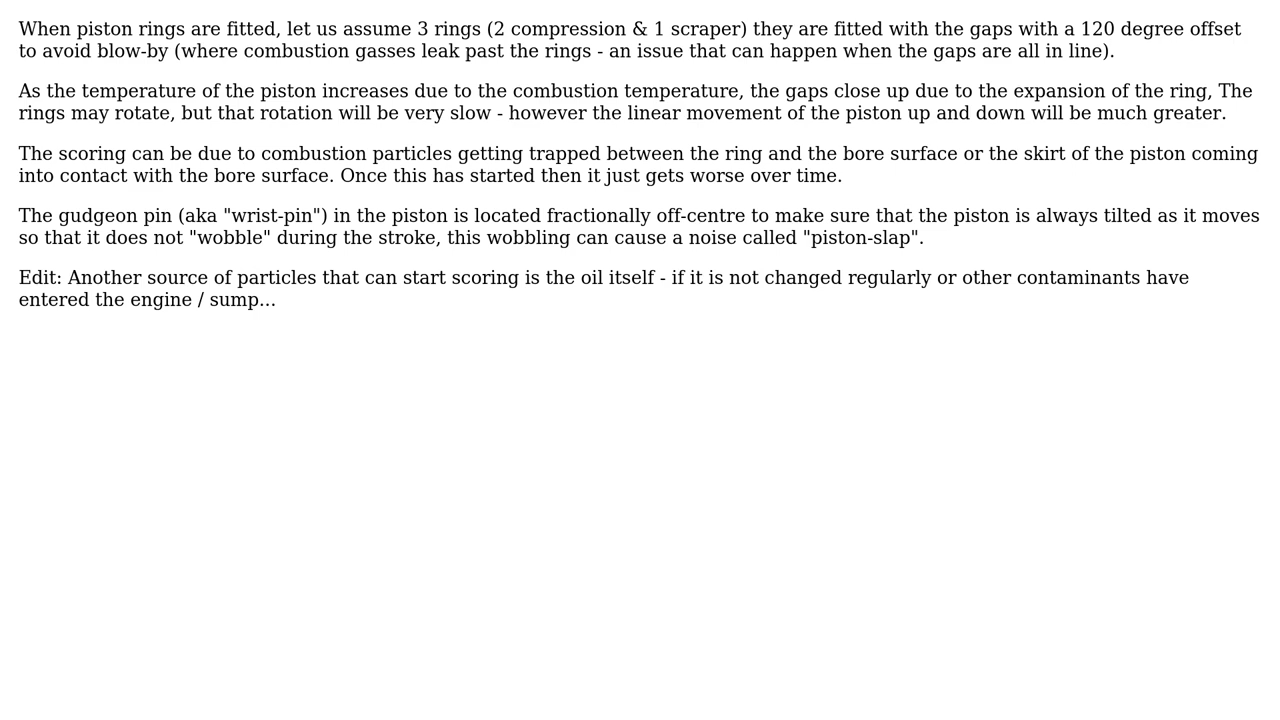 When piston rings are fitted, let us assume 3 rings (2 compression & 1 scraper) they are fitted with the gaps with a 120 degree offset
to avoid blow-by (where combustion gasses leak past the rings - an issue that can happen when the gaps are all in line).
As the temperature of the piston increases due to the combustion temperature, the gaps close up due to the expansion of the ring, The
rings may rotate, but that rotation will be very slow - however the linear movement of the piston up and down will be much greater.
The scoring can be due to combustion particles getting trapped between the ring and the bore surface or the skirt of the piston coming
into contact with the bore surface. Once this has started then it just gets worse over time.
The gudgeon pin (aka "wrist-pin") in the piston is located fractionally off-centre to make sure that the piston is always tilted as it moves
so that it does not "wobble" during the stroke, this wobbling can cause a noise called "piston-slap".
Edit: Another source of particles that can start scoring is the oil itself - if it is not changed regularly or other contaminants have
entered the engine / sump...